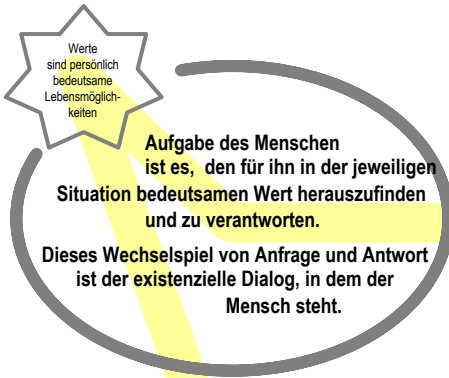 Werte
sind persönlich
bedeutsame
Lebensmöglich-
keiten
Aufgabe des Menschen
ist es, den für ihn in der jeweiligen
Situation bedeutsamen Wert herauszufinden
und zu verantworten.
Dieses Wechselspiel von Anfrage und Antwort
ist der existenzielle Dialog, in dem der
Mensch steht.